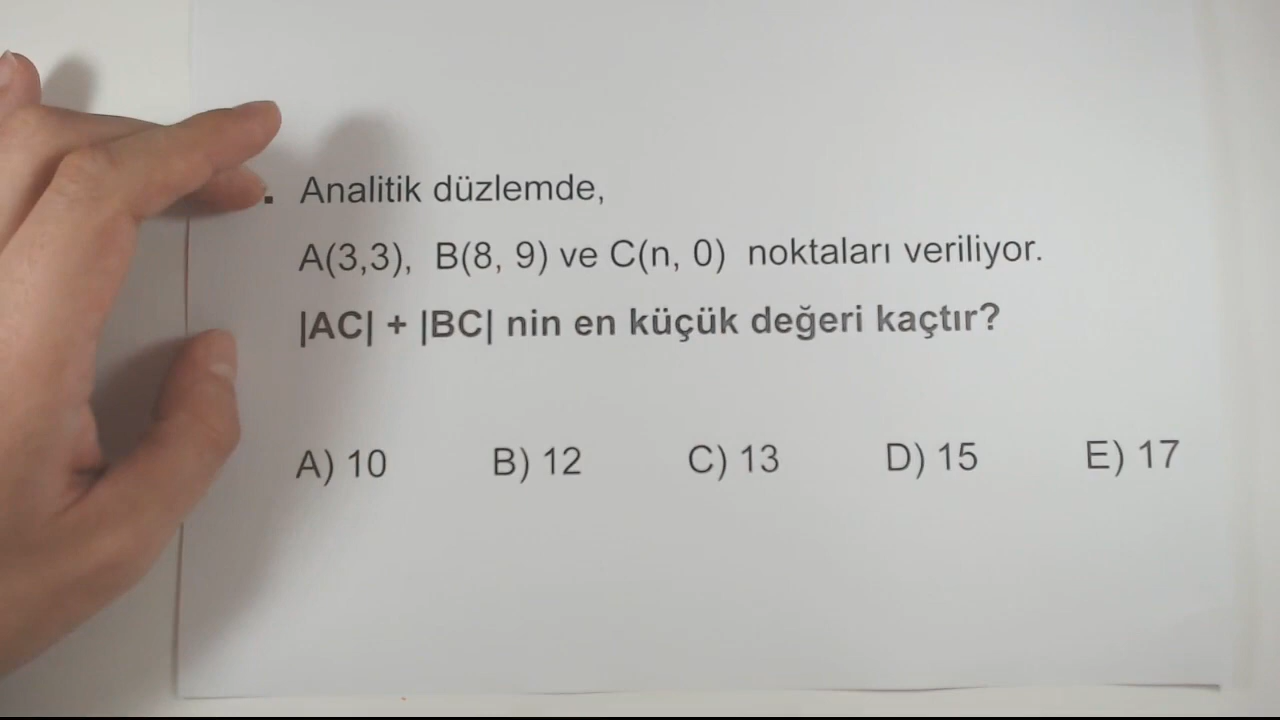 . Analitik düzlemde,
A(3,3), B(8, 9) ve C(n, 0) noktaları veriliyor.
|AC| + |BC| nin en küçük değeri kaçtır?
A) 10 B) 12 C) 13 D) 15 E) 17